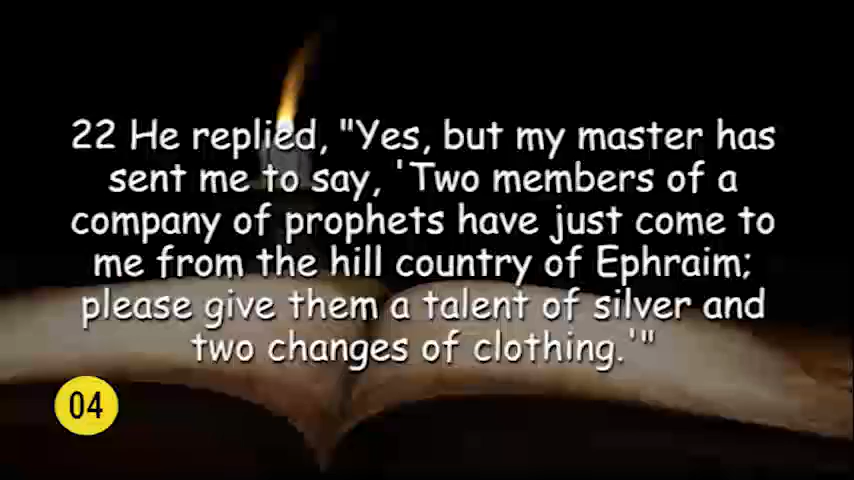 22 He replied, "Yes, but my master has
sent me to say, 'Two members of a
company of prophets have just come to
me from the hill country of Ephraim;
please give them a talent of silver and
two changes of clothing.'"
04